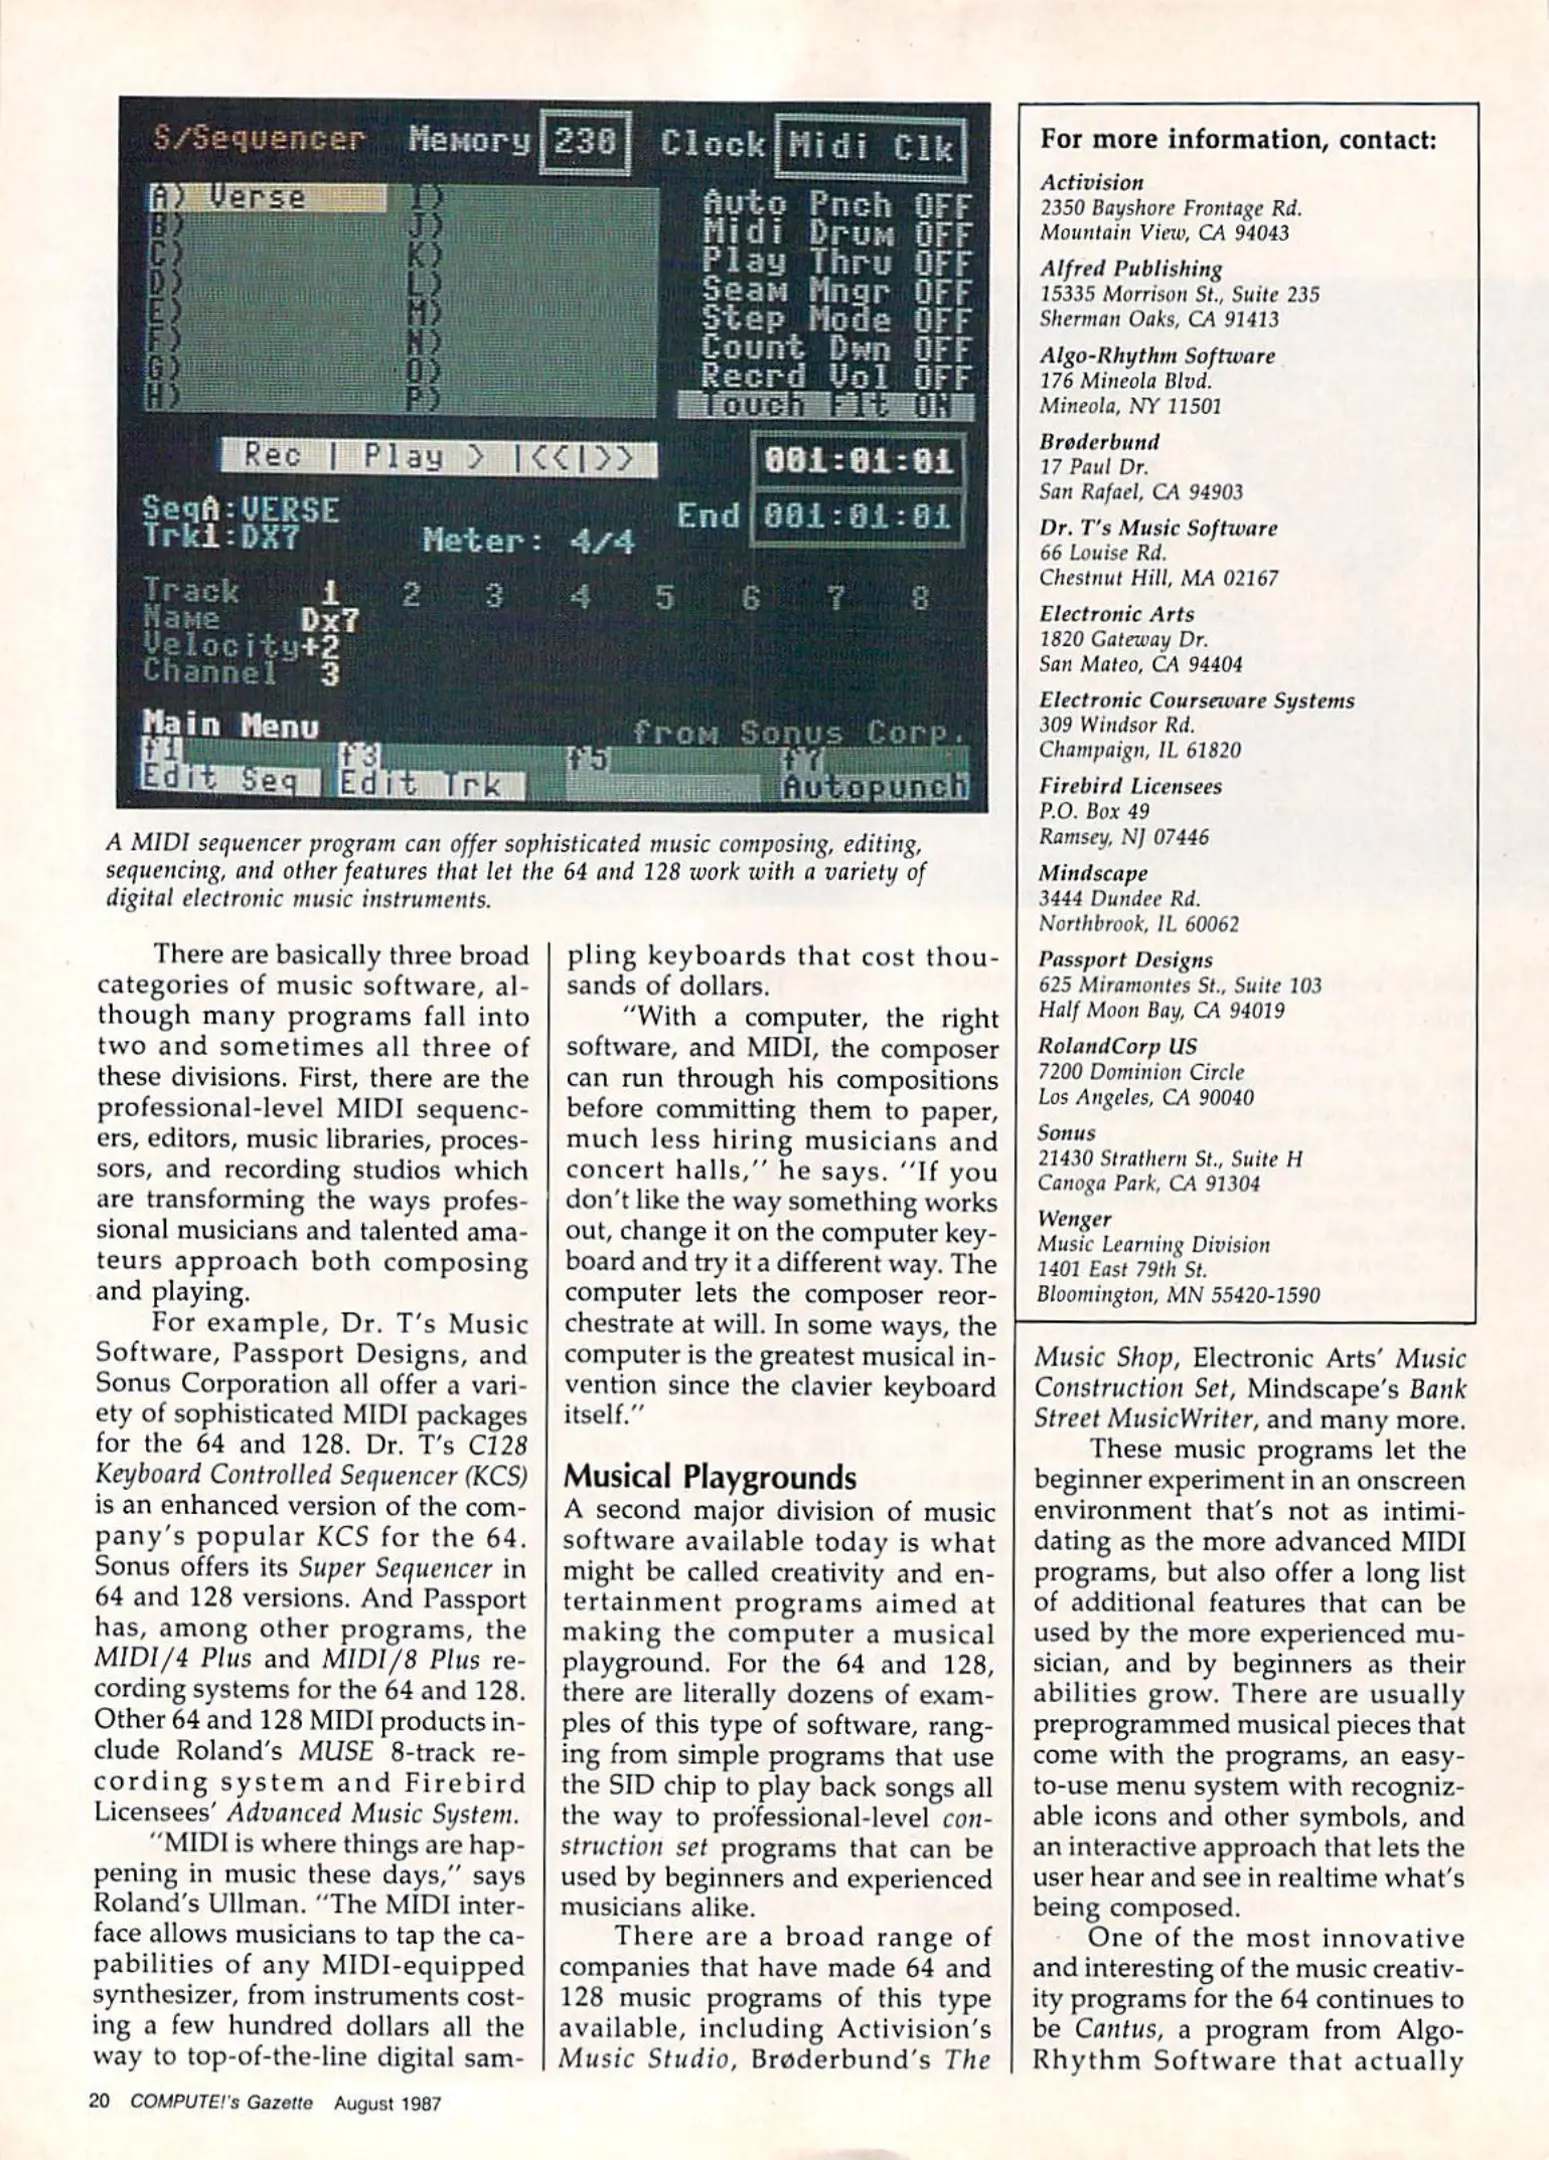 S/Sequencer Memory 230 Clock Midi Clk
A) Verse I)
B) J)
C) K)
D) L)
E) M)
F) N)
G) O)
H) P)
Auto Pnch OFF
Midi Drum OFF
Play Thru OFF
Seam Mngr OFF
Step Mode OFF
Count Dwn OFF
Recrd Vol OFF
Touch Flt ON
Rec | Play > |<<|>>
001:01:01
SeqA:VERSE
Trk1:DX7 Meter: 4/4
End 001:01:01
Track 1 2 3 4 5 6 7 8
Name Dx7
Velocity+2
Channel 3
Main Menu from Sonus Corp.
f1 f3 f5 f7
Edit Seq Edit Trk Autopunch
A MIDI sequencer program can offer sophisticated music composing, editing,
sequencing, and other features that let the 64 and 128 work with a variety of
digital electronic music instruments.
There are basically three broad
categories of music software, al-
though many programs fall into
two and sometimes all three of
these divisions. First, there are the
professional-level MIDI sequenc-
ers, editors, music libraries, proces-
sors, and recording studios which
are transforming the ways profes-
sional musicians and talented ama-
teurs approach both composing
and playing.
For example, Dr. T's Music
Software, Passport Designs, and
Sonus Corporation all offer a vari-
ety of sophisticated MIDI packages
for the 64 and 128. Dr. T's C128
Keyboard Controlled Sequencer (KCS)
is an enhanced version of the com-
pany's popular KCS for the 64.
Sonus offers its Super Sequencer in
64 and 128 versions. And Passport
has, among other programs, the
MIDI/4 Plus and MIDI/8 Plus re-
cording systems for the 64 and 128.
Other 64 and 128 MIDI products in-
clude Roland's MUSE 8-track re-
cording system and Firebird
Licensees' Advanced Music System.
"MIDI is where things are hap-
pening in music these days," says
Roland's Ullman. "The MIDI inter-
face allows musicians to tap the ca-
pabilities of any MIDI-equipped
synthesizer, from instruments cost-
ing a few hundred dollars all the
way to top-of-the-line digital sam-
pling keyboards that cost thou-
sands of dollars.
"With a computer, the right
software, and MIDI, the composer
can run through his compositions
before committing them to paper,
much less hiring musicians and
concert halls," he says. "If you
don't like the way something works
out, change it on the computer key-
board and try it a different way. The
computer lets the composer reor-
chestrate at will. In some ways, the
computer is the greatest musical in-
vention since the clavier keyboard
itself."
Musical Playgrounds
A second major division of music
software available today is what
might be called creativity and en-
tertainment programs aimed at
making the computer a musical
playground. For the 64 and 128,
there are literally dozens of exam-
ples of this type of software, rang-
ing from simple programs that use
the SID chip to play back songs all
the way to professional-level con-
struction set programs that can be
used by beginners and experienced
musicians alike.
There are a broad range of
companies that have made 64 and
128 music programs of this type
available, including Activision's
Music Studio, Brøderbund's The
For more information, contact:
Activision
2350 Bayshore Frontage Rd.
Mountain View, CA 94043
Alfred Publishing
15335 Morrison St., Suite 235
Sherman Oaks, CA 91413
Algo-Rhythm Software
176 Mineola Blvd.
Mineola, NY 11501
Brøderbund
17 Paul Dr.
San Rafael, CA 94903
Dr. T's Music Software
66 Louise Rd.
Chestnut Hill, MA 02167
Electronic Arts
1820 Gateway Dr.
San Mateo, CA 94404
Electronic Courseware Systems
309 Windsor Rd.
Champaign, IL 61820
Firebird Licensees
P.O. Box 49
Ramsey, NJ 07446
Mindscape
3444 Dundee Rd.
Northbrook, IL 60062
Passport Designs
625 Miramontes St., Suite 103
Half Moon Bay, CA 94019
RolandCorp US
7200 Dominion Circle
Los Angeles, CA 90040
Sonus
21430 Strathern St., Suite H
Canoga Park, CA 91304
Wenger
Music Learning Division
1401 East 79th St.
Bloomington, MN 55420-1590
Music Shop, Electronic Arts' Music
Construction Set, Mindscape's Bank
Street MusicWriter, and many more.
These music programs let the
beginner experiment in an onscreen
environment that's not as intimi-
dating as the more advanced MIDI
programs, but also offer a long list
of additional features that can be
used by the more experienced mu-
sician, and by beginners as their
abilities grow. There are usually
preprogrammed musical pieces that
come with the programs, an easy-
to-use menu system with recogniz-
able icons and other symbols, and
an interactive approach that lets the
user hear and see in realtime what's
being composed.
One of the most innovative
and interesting of the music creativ-
ity programs for the 64 continues to
be Cantus, a program from Algo-
Rhythm Software that actually
20 COMPUTE!'s Gazette August 1987